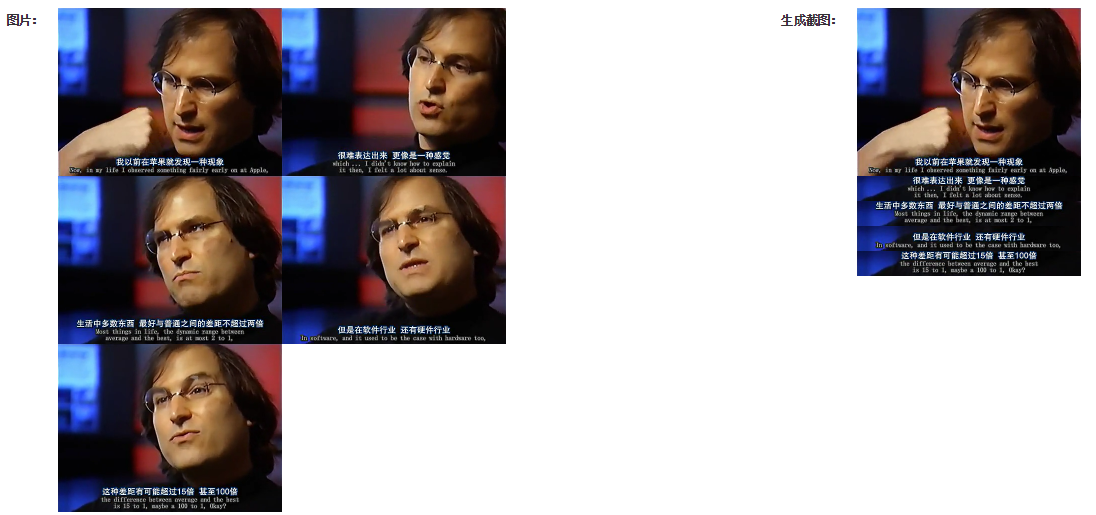 图片：
生成截图：
我以前在苹果就发现一种现象
Now, in my life I observed something fairly early on at Apple,
很难表达出来 更像是一种感觉
which ... I didn't know how to explain
it then, I felt a lot about sense.
生活中多数东西 最好与普通之间的差距不超过两倍
Most things in life, the dynamic range between
average and the best, is at most 2 to 1,
但是在软件行业 还有硬件行业
In software, and it used to be the case with hardware too,
这种差距有可能超过15倍 甚至100倍
the difference between average and the best
is 15 to 1, maybe a 100 to 1, Okay?
我以前在苹果就发现一种现象
Now, in my life I observed something fairly early on at Apple,
很难表达出来 更像是一种感觉
which ... I didn't know how to explain
it then, I felt a lot about sense.
生活中多数东西 最好与普通之间的差距不超过两倍
Most things in life, the dynamic range between
average and the best, is at most 2 to 1,
但是在软件行业 还有硬件行业
In software, and it used to be the case with hardware too,
这种差距有可能超过15倍 甚至100倍
the difference between average and the best
is 15 to 1, maybe a 100 to 1, Okay?